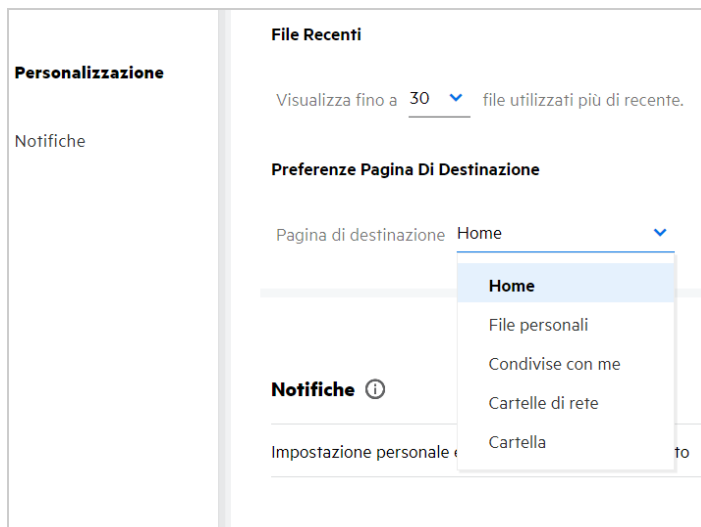 Personalizzazione
Notifiche
File Recenti
Visualizza fino a 30 file utilizzati più di recente.
Preferenze Pagina Di Destinazione
Pagina di destinazione Home
Home
File personali
Condivise con me
Cartelle di rete
Cartella
Notifiche
Impostazione personale to